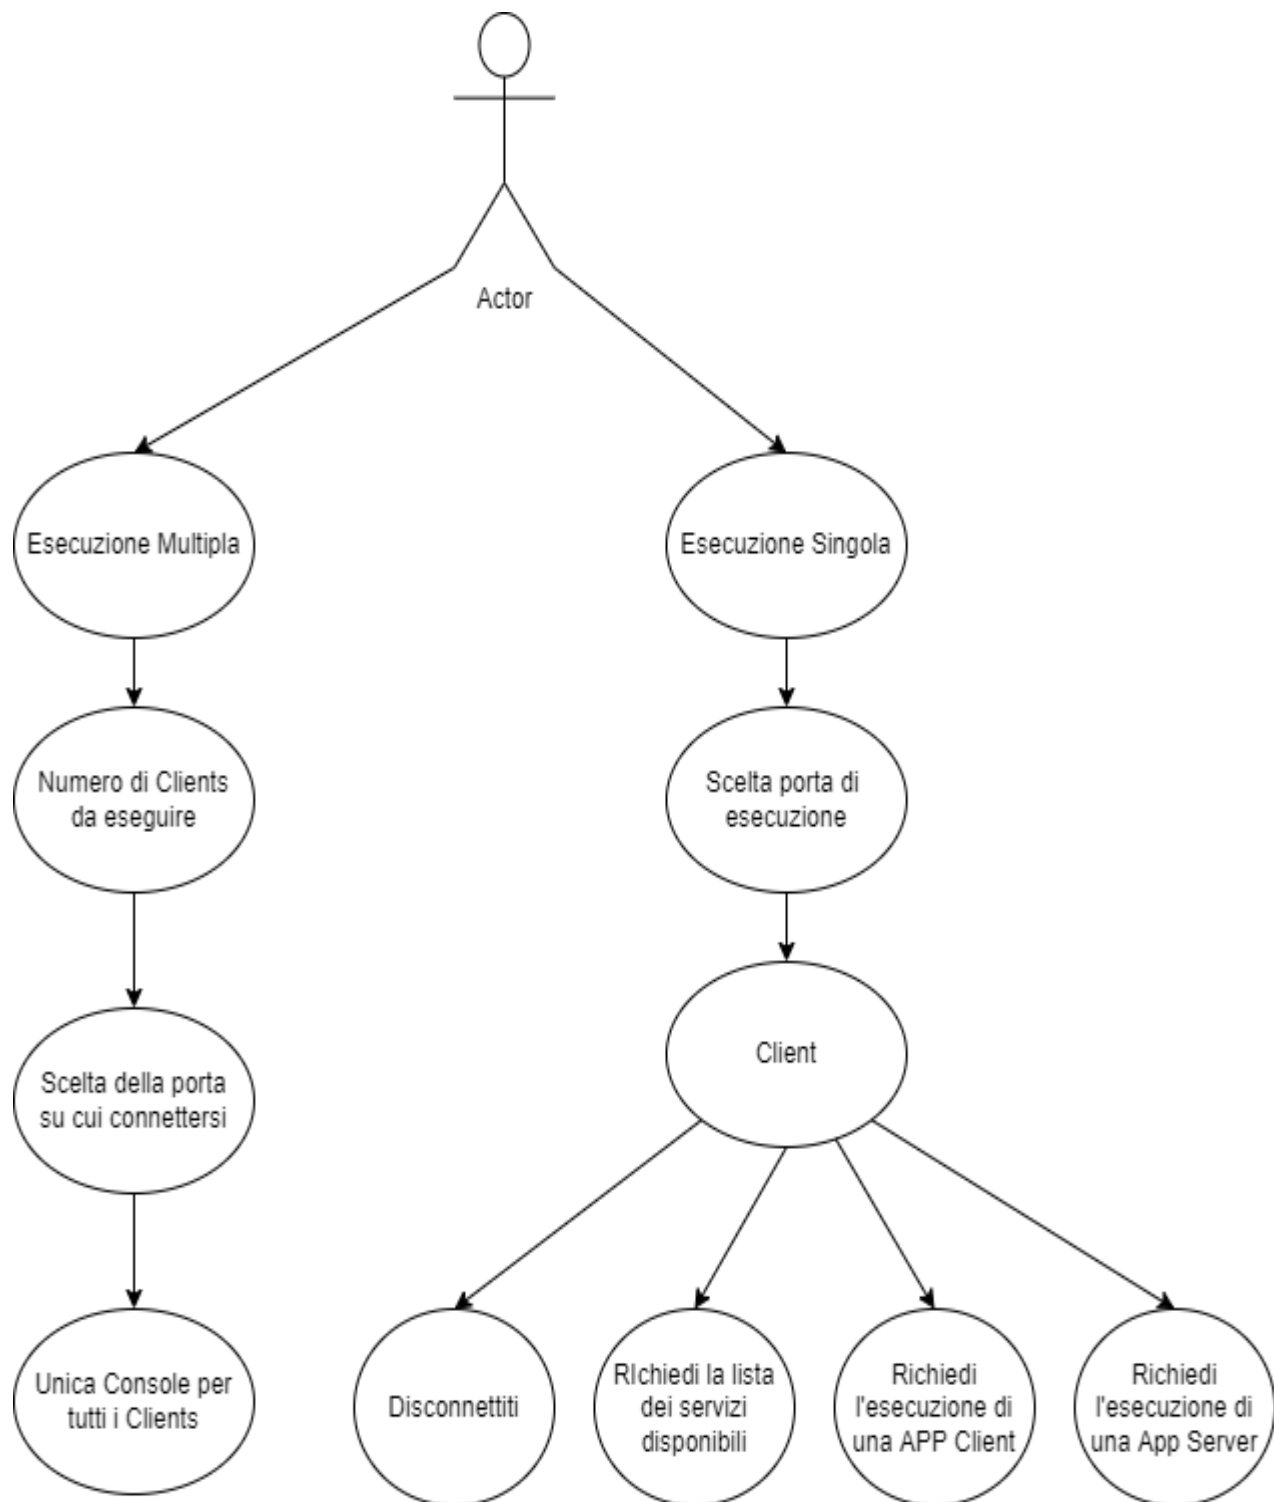 Actor
Esecuzione Multipla
Esecuzione Singola
Numero di Clients
da eseguire
Scelta porta di
esecuzione
Scelta della porta
su cui connettersi
Client
Unica Console per
tutti i Clients
Disconnettiti
RIchiedi la lista
dei servizi
disponibili
Richiedi
l'esecuzione di
una APP Client
Richiedi
l'esecuzione di
una App Server